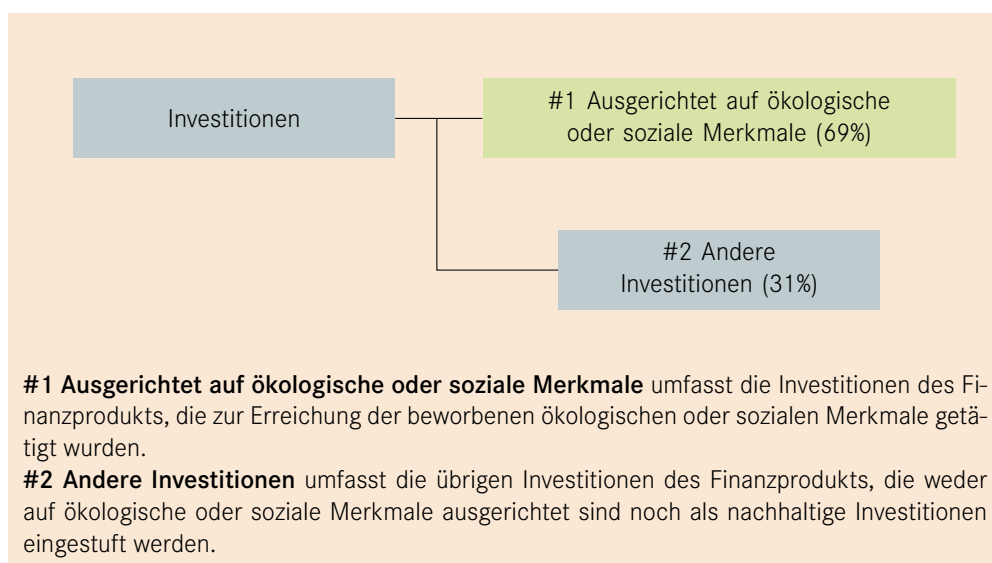 Investitionen
#1 Ausgerichtet auf ökologische
oder soziale Merkmale (69%)
#2 Andere
Investitionen (31%)
#1 Ausgerichtet auf ökologische oder soziale Merkmale umfasst die Investitionen des Fi-
nanzprodukts, die zur Erreichung der beworbenen ökologischen oder sozialen Merkmale getä-
tigt wurden.
#2 Andere Investitionen umfasst die übrigen Investitionen des Finanzprodukts, die weder
auf ökologische oder soziale Merkmale ausgerichtet sind noch als nachhaltige Investitionen
eingestuft werden.